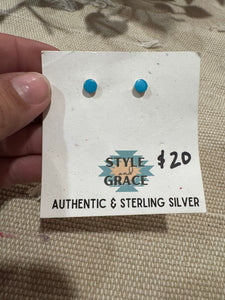 STYLE
and
GRACE
$20
AUTHENTIC & STERLING SILVER